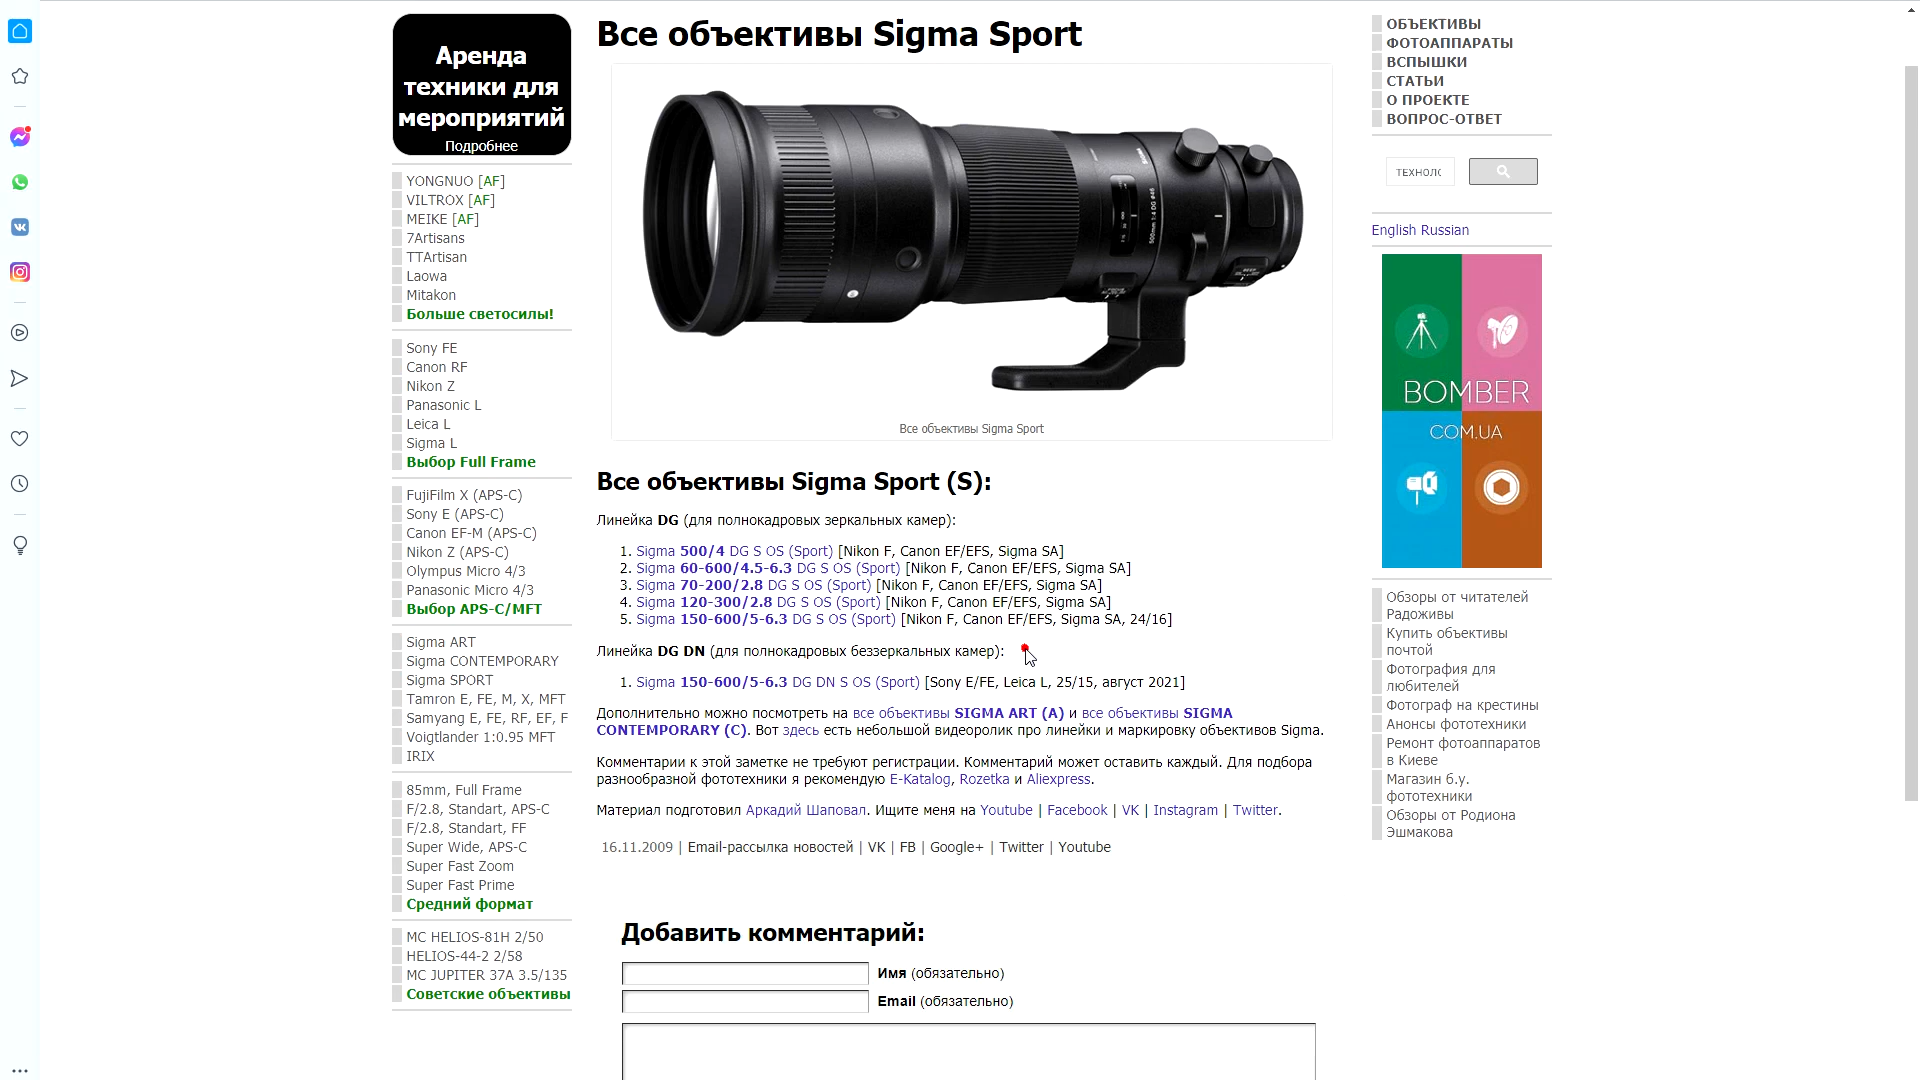 Аренда
техники для
мероприятий
Подробнее
YONGNUO [AF]
VILTROX [AF]
MEIKE [AF]
7Artisans
TTArtisan
Laowa
Mitakon
Больше светосилы!
Sony FE
Canon RF
Nikon Z
Panasonic L
Leica L
Sigma L
Выбор Full Frame
FujiFilm X (APS-C)
Sony E (APS-C)
Canon EF-M (APS-C)
Nikon Z (APS-C)
Olympus Micro 4/3
Panasonic Micro 4/3
Выбор APS-C/MFT
Sigma ART
Sigma CONTEMPORARY
Sigma SPORT
Tamron E, FE, M, X, MFT
Samyang E, FE, RF, EF, F
Voigtlander 1:0.95 MFT
IRIX
85mm, Full Frame
F/2.8, Standart, APS-C
F/2.8, Standart, FF
Super Wide, APS-C
Super Fast Zoom
Super Fast Prime
Средний формат
МС HELIOS-81H 2/50
HELIOS-44-2 2/58
MC JUPITER 37A 3.5/135
Советские объективы
Все объективы Sigma Sport
Все объективы Sigma Sport
Все объективы Sigma Sport (S):
Линейка DG (для полнокадровых зеркальных камер):
1. Sigma 500/4 DG S OS (Sport) [Nikon F, Canon EF/EFS, Sigma SA]
2. Sigma 60-600/4.5-6.3 DG S OS (Sport) [Nikon F, Canon EF/EFS, Sigma SA]
3. Sigma 70-200/2.8 DG S OS (Sport) [Nikon F, Canon EF/EFS, Sigma SA]
4. Sigma 120-300/2.8 DG S OS (Sport) [Nikon F, Canon EF/EFS, Sigma SA]
5. Sigma 150-600/5-6.3 DG S OS (Sport) [Nikon F, Canon EF/EFS, Sigma SA, 24/16]
Линейка DG DN (для полнокадровых беззеркальных камер):
1. Sigma 150-600/5-6.3 DG DN S OS (Sport) [Sony E/FE, Leica L, 25/15, август 2021]
Дополнительно можно посмотреть на все объективы SIGMA ART (A) и все объективы SIGMA
CONTEMPORARY (C). Вот здесь есть небольшой видеоролик про линейки и маркировку объективов Sigma.
Комментарии к этой заметке не требуют регистрации. Комментарий может оставить каждый. Для подбора
разнообразной фототехники я рекомендую E-Katalog, Rozetka и Aliexpress.
Материал подготовил Аркадий Шаповал. Ищите меня на Youtube | Facebook | VK | Instagram | Twitter.
16.11.2009 | Email-рассылка новостей | VK | FB | Google+ | Twitter | Youtube
Добавить комментарий:
Имя (обязательно)
Email (обязательно)
ОБЪЕКТИВЫ
ФОТОАППАРАТЫ
ВСПЫШКИ
СТАТЬИ
О ПРОЕКТЕ
ВОПРОС-ОТВЕТ
English Russian
BOMBER
COM.UA
Обзоры от читателей
Радоживы
Купить объективы
почтой
Фотография для
любителей
Фотограф на крестины
Анонсы фототехники
Ремонт фотоаппаратов
в Киеве
Магазин б.у.
фототехники
Обзоры от Родиона
Эшмакова